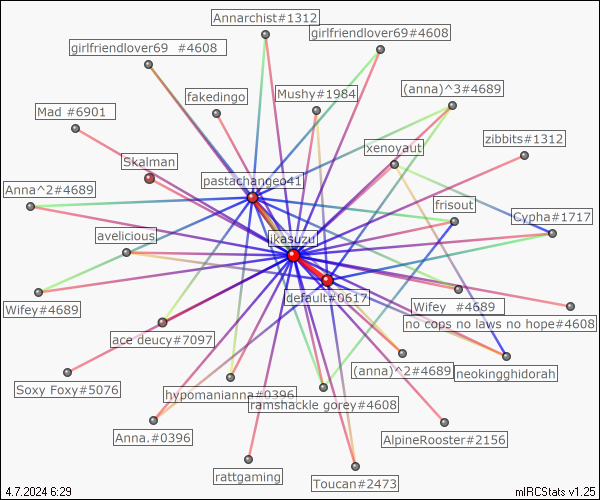 Annarchist#1312
girlfriendlover69#4608
girlfriendlover69  #4608
(anna)^3#4689
Mushy#1984
fakedingo
Mad #6901
zibbits#1312
xenoyaut
Skalman
pastachange041
Anna^2#4689
frisout
Cypha#1717
avelicious
ikasuzu
default#0617
Wifey  #4689
Wifey#4689
no cops no laws no hope#4608
ace deucy#7097
(anna)^2#4689
neokingghidorah
Soxy Foxy#5076
hypomanianna#0396
ramshackle gorey#4608
Anna.#0396
AlpineRooster#2156
rattgaming
Toucan#2473
4.7.2024 6:29
mIRCStats v1.25